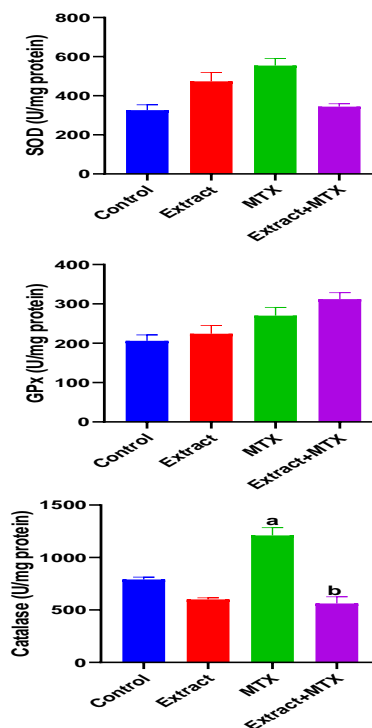 SOD (U/mg protein)
800
600
400
200
0
Control
Extract
MTX
Extract+MTX
GPx (U/mg protein)
400
300
200
100
0
Control
Extract
MTX
Extract+MTX
Catalase (U/mg protein)
1500
1000
500
0
a
b
Control
Extract
MTX
Extract+MTX